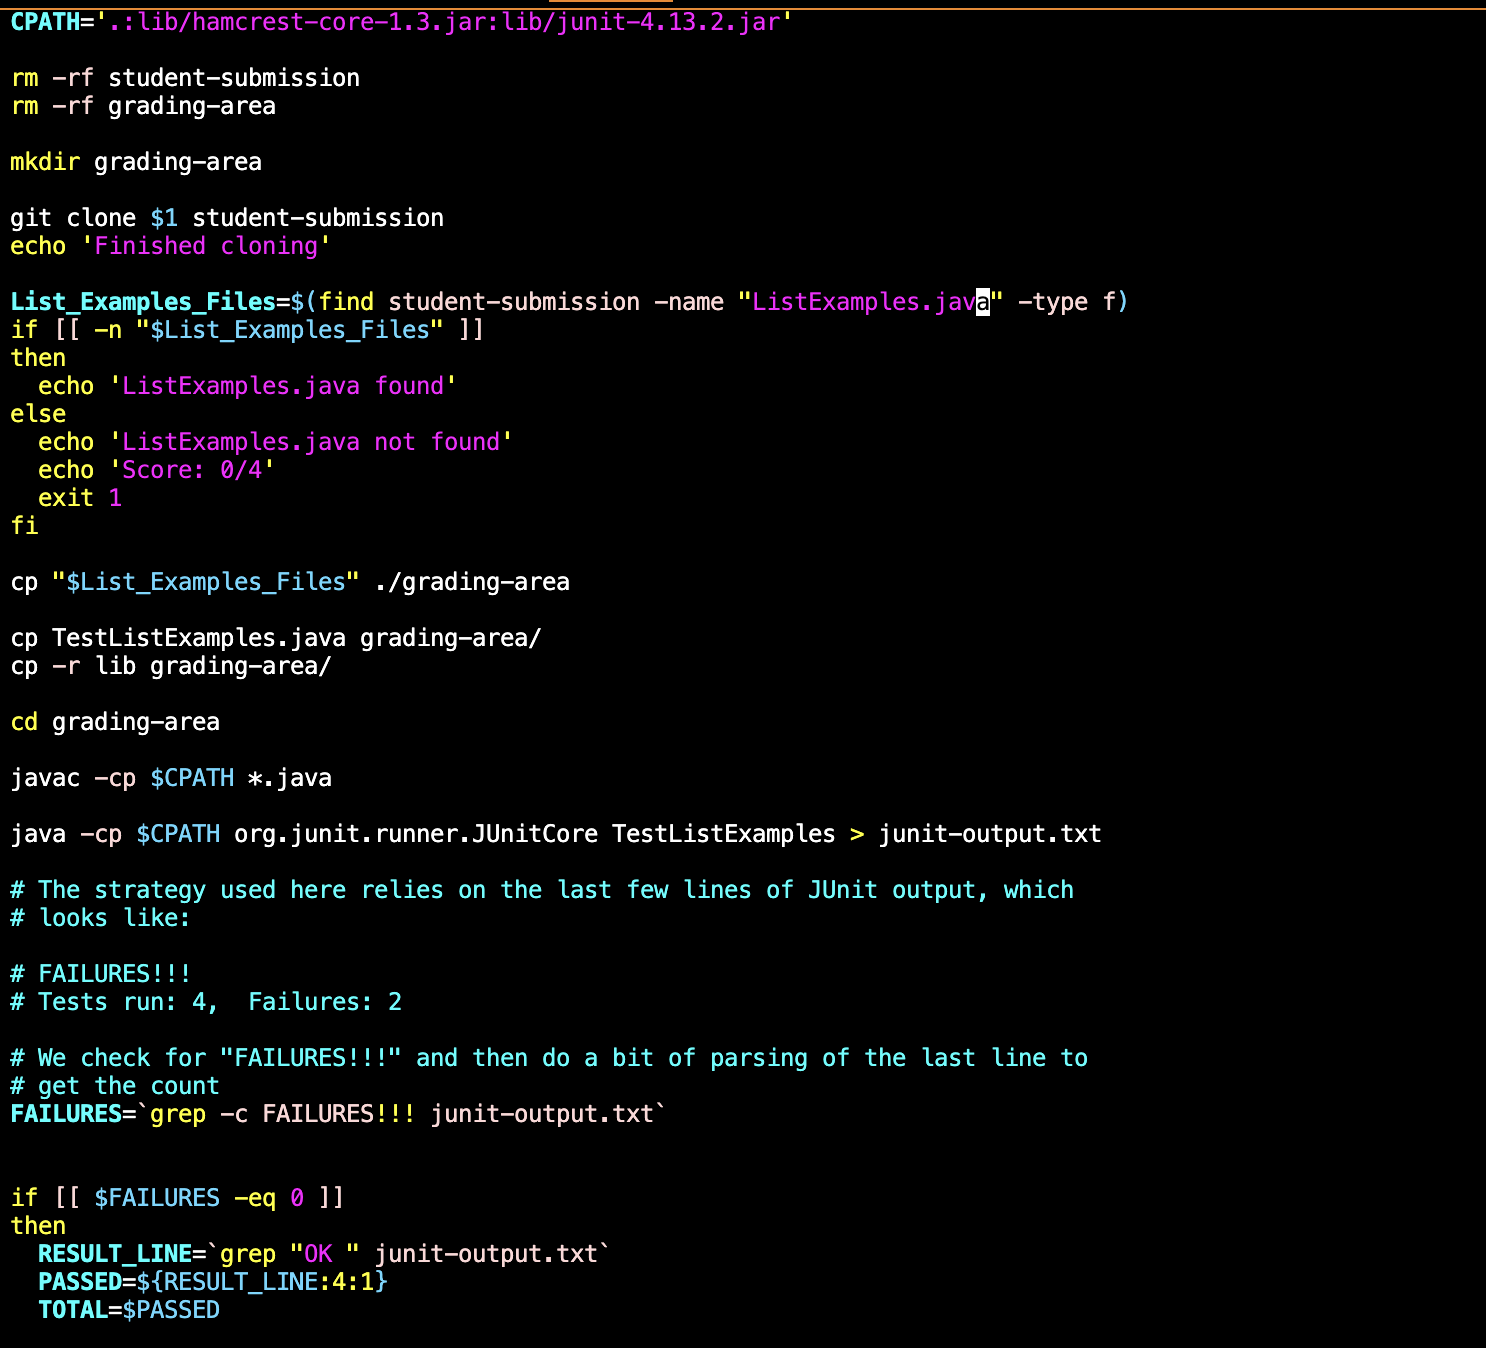 CPATH='.:lib/hamcrest-core-1.3.jar:lib/junit-4.13.2.jar'
rm -rf student-submission
rm -rf grading-area
mkdir grading-area
git clone $1 student-submission
echo 'Finished cloning'
List_Examples_Files=$(find student-submission -name "ListExamples.java" -type f)
if [[ -n "$List_Examples_Files" ]]
then
  echo 'ListExamples.java found'
else
  echo 'ListExamples.java not found'
  echo 'Score: 0/4'
  exit 1
fi
cp "$List_Examples_Files" ./grading-area
cp TestListExamples.java grading-area/
cp -r lib grading-area/
cd grading-area
javac -cp $CPATH *.java
java -cp $CPATH org.junit.runner.JUnitCore TestListExamples > junit-output.txt
# The strategy used here relies on the last few lines of JUnit output, which
# looks like:
# FAILURES!!!
# Tests run: 4,  Failures: 2
# We check for "FAILURES!!!" and then do a bit of parsing of the last line to
# get the count
FAILURES=`grep -c FAILURES!!! junit-output.txt`
if [[ $FAILURES -eq 0 ]]
then
  RESULT_LINE=`grep "OK " junit-output.txt`
  PASSED=${RESULT_LINE:4:1}
  TOTAL=$PASSED